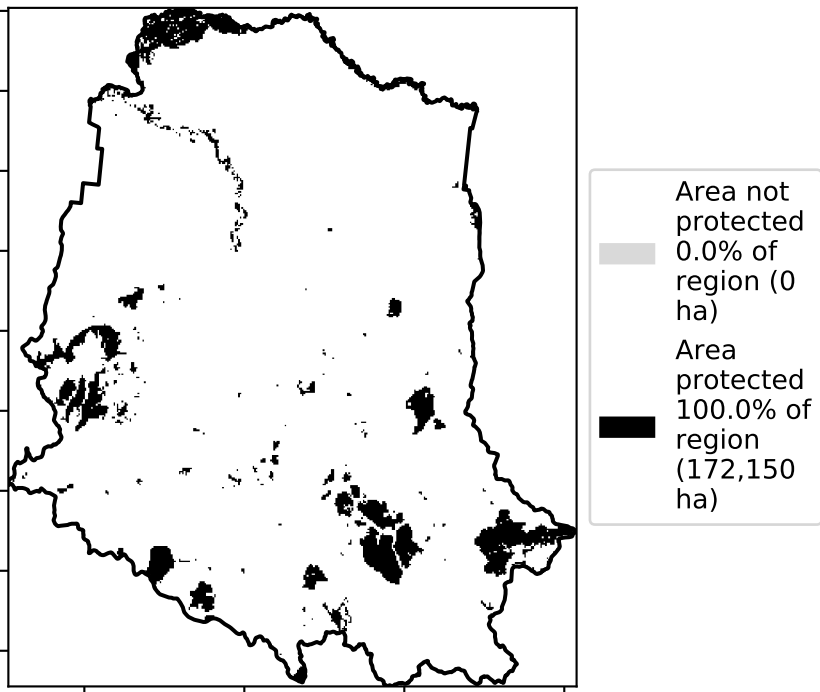 Area not
protected
0.0% of
region (0
ha)
Area
protected
100.0% of
region
(172,150
ha)